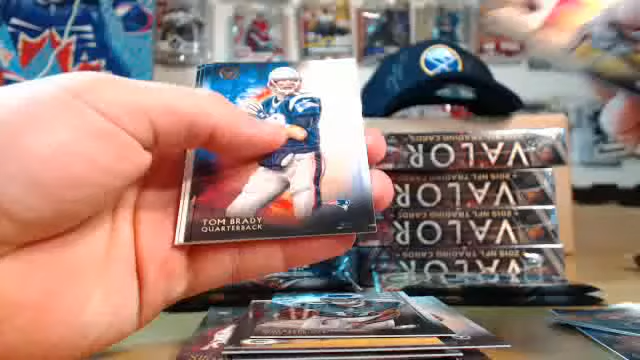 TOM BRADY
QUARTERBACK
VALOR
2015 NFL TRADING CARDS
VALOR
2015 NFL TRADING CARDS
VALOR
2015 NFL TRADING CARDS
VALOR